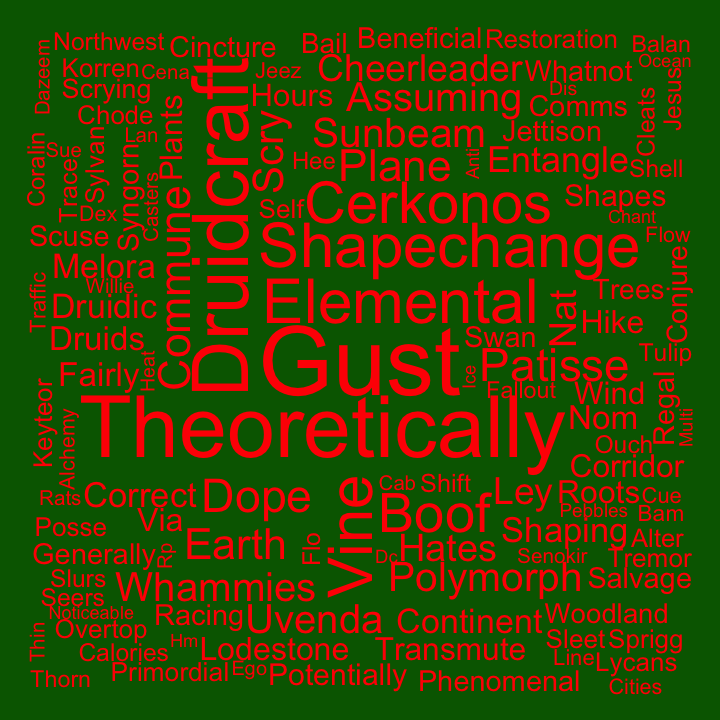 Northwest
Cincture
Bail
Beneficial
Restoration
Balan
Ocean
Dazeem
Korren
Cena
Jeez
Cheerleader
Whatnot
Jesus
Scrying
Hours
Assuming
Dis
Comms
Cleats
Chode
Plants
Druidcraft
Scry
Sunbeam
Jettison
Lan
Coralin
Sue
Sylvan
Syngorn
Hee
Plane
Anti
Entangle
Shell
Trace
Dex
Casters
Commune
Self
Cerkonos
Shapes
Chant
Scuse
Shapechange
Flow
Melora
Conjure
Traffic
Willie
Druidic
Elemental
Nat
Trees
Hike
Druids
Gust
Swan
Tulip
Fairly
Heat
Ice
Patisse
Fallout
Wind
Regal
Multi
Keyteor
Alchemy
Theoretically
Nom
Ouch
Corridor
Rats
Correct
Dope
Vine
Cab
Shift
Ley
Roots
Cue
Posse
Via
Boof
Pebbles
Bam
Generally
Rp
Earth
Flo
Dc
Hates
Shaping
Alter
Senokir
Tremor
Slurs
Whammies
Polymorph
Salvage
Seers
Noticeable
Racing
Uvenda
Continent
Woodland
Thin
Overtop
Calories
Hm
Lodestone
Transmute
Sleet
Sprigg
Line
Lycans
Thorn
Primordial
Ego
Potentially
Phenomenal
Cities